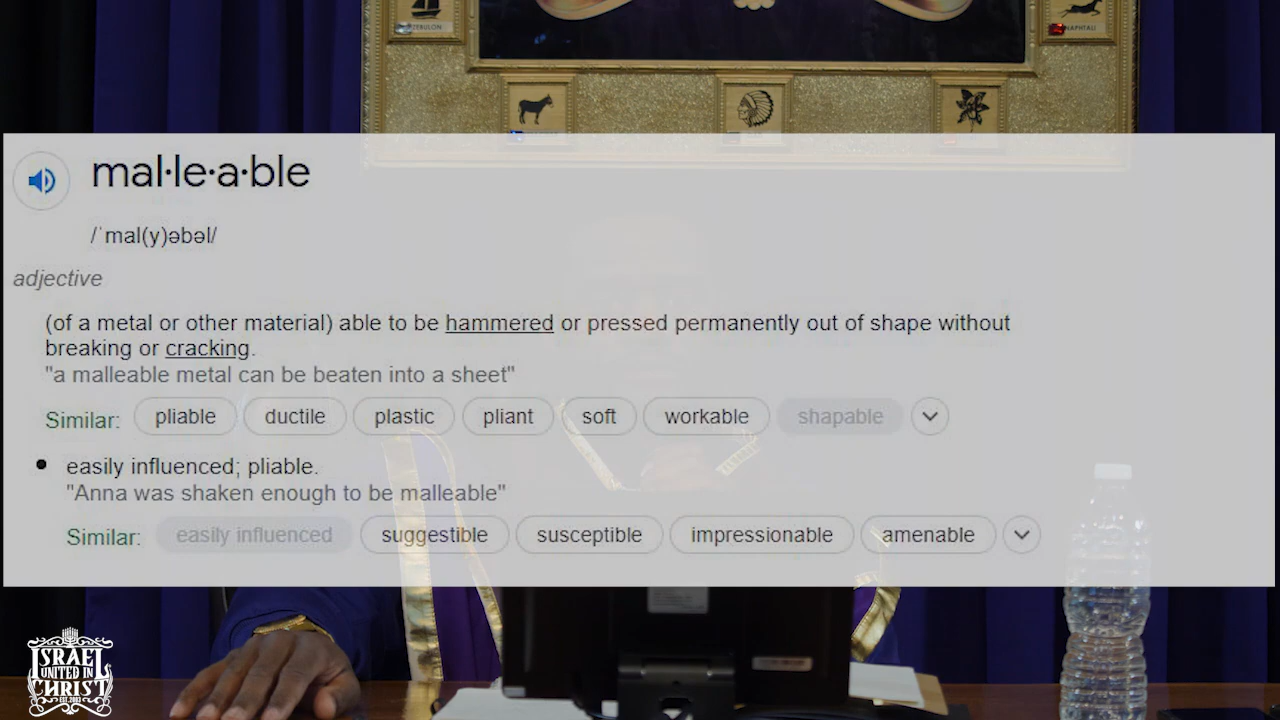 ZEBULON
NAPHTALI
mal·le·a·ble
/ˈmal(y)əbəl/
adjective
(of a metal or other material) able to be hammered or pressed permanently out of shape without
breaking or cracking.
"a malleable metal can be beaten into a sheet"
Similar: pliable ductile plastic pliant soft workable shapable
• easily influenced; pliable.
"Anna was shaken enough to be malleable"
Similar: easily influenced suggestible susceptible impressionable amenable
ISRAEL
UNITED IN
CHRIST
EST.2003